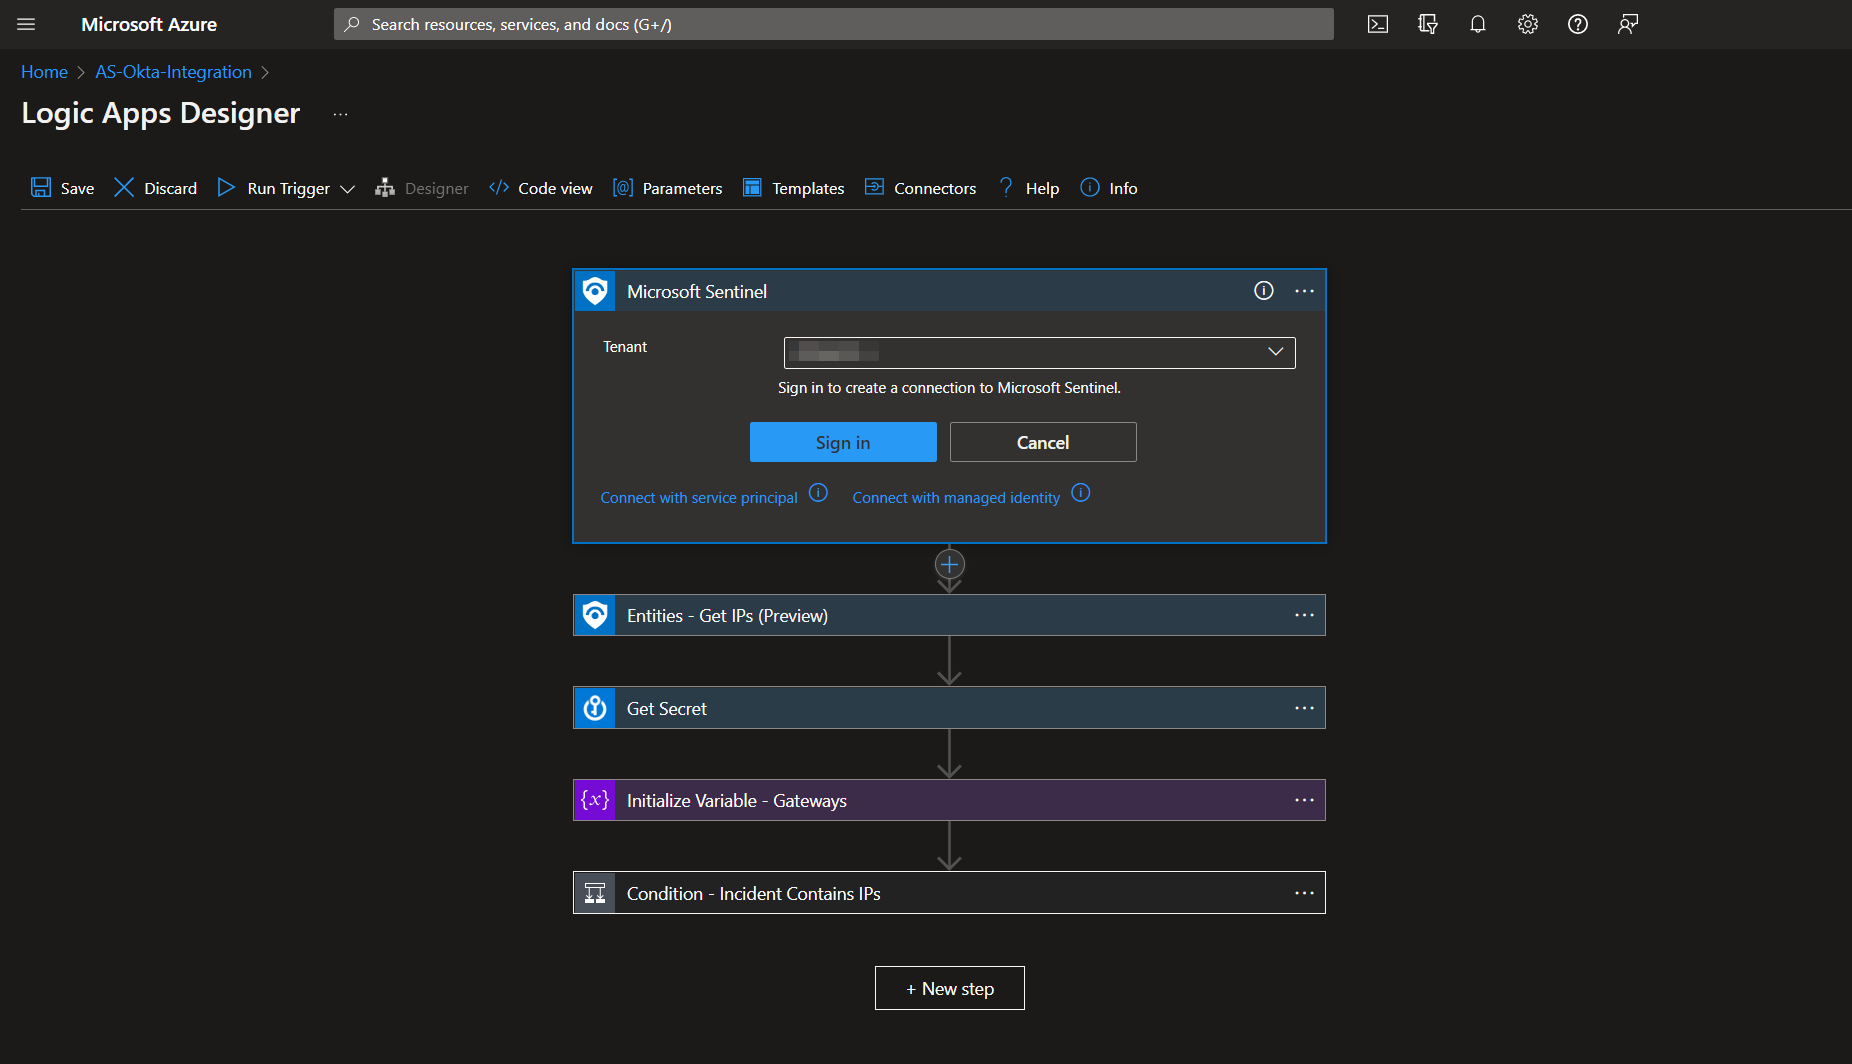 Microsoft Azure
Search resources, services, and docs (G+/)
Home > AS-Okta-Integration >
Logic Apps Designer ...
Save Discard Run Trigger Designer </> Code view [@] Parameters Templates Connectors ? Help Info
Microsoft Sentinel
Tenant
Sign in to create a connection to Microsoft Sentinel.
Sign in Cancel
Connect with service principal Connect with managed identity
Entities - Get IPs (Preview)
Get Secret
{x} Initialize Variable - Gateways
Condition - Incident Contains IPs
+ New step